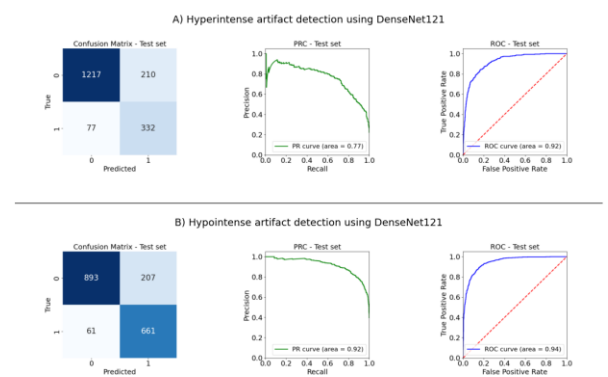 A) Hyperintense artifact detection using DenseNet121
Confusion Matrix - Test set
True
0
1
1217
210
77
332
0
1
Predicted
PRC - Test set
Precision
1.0
0.8
0.6
0.4
0.2
0.0
PR curve (area = 0.77)
0.0 0.2 0.4 0.6 0.8 1.0
Recall
ROC - Test set
True Positive Rate
1.0
0.8
0.6
0.4
0.2
0.0
ROC curve (area = 0.92)
0.0 0.2 0.4 0.6 0.8 1.0
False Positive Rate
B) Hypointense artifact detection using DenseNet121
Confusion Matrix - Test set
True
0
1
893
207
61
661
0
1
Predicted
PRC - Test set
Precision
1.0
0.8
0.6
0.4
0.2
0.0
PR curve (area = 0.92)
0.0 0.2 0.4 0.6 0.8 1.0
Recall
ROC - Test set
True Positive Rate
1.0
0.8
0.6
0.4
0.2
0.0
ROC curve (area = 0.94)
0.0 0.2 0.4 0.6 0.8 1.0
False Positive Rate